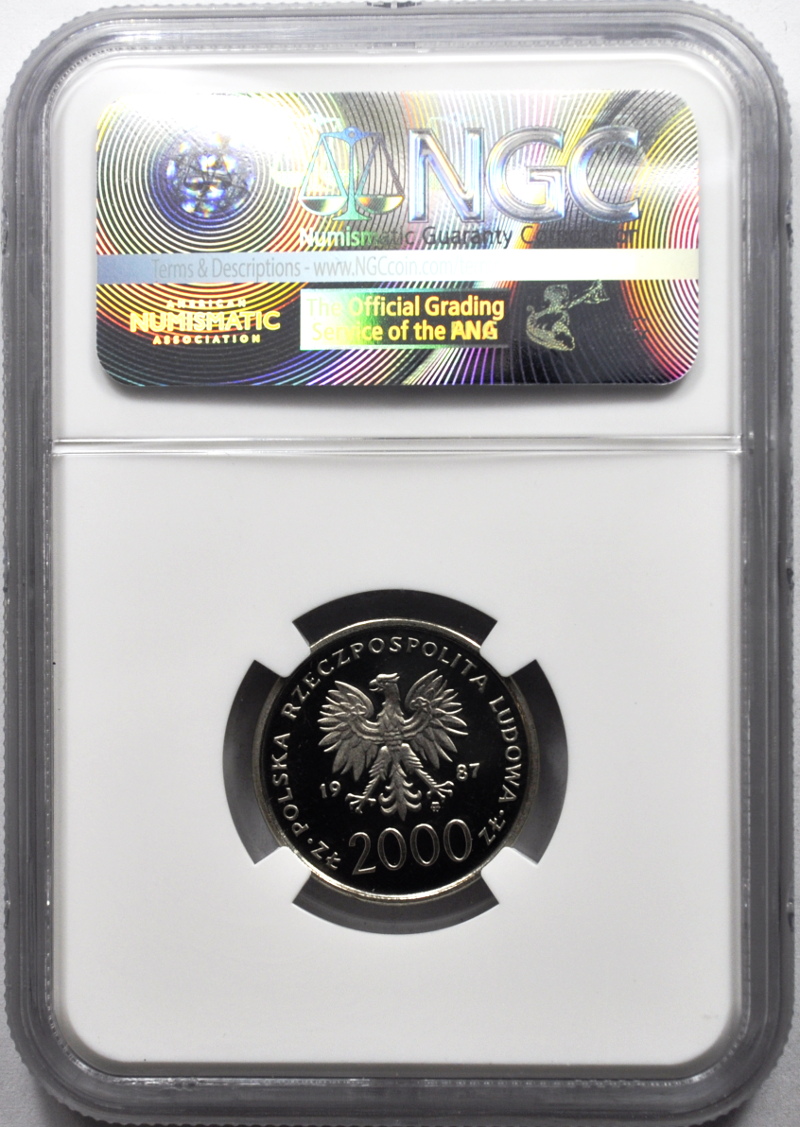 NGC
Numismatic Guaranty Corporation
Terms & Descriptions - www.NGCcoin.com
AMERICAN
NUMISMATIC
ASSOCIATION
The Official Grading
Service of the
POLSKA RZECZPOSPOLITA LUDOWA
19 87
ZŁ 2000 ZŁ